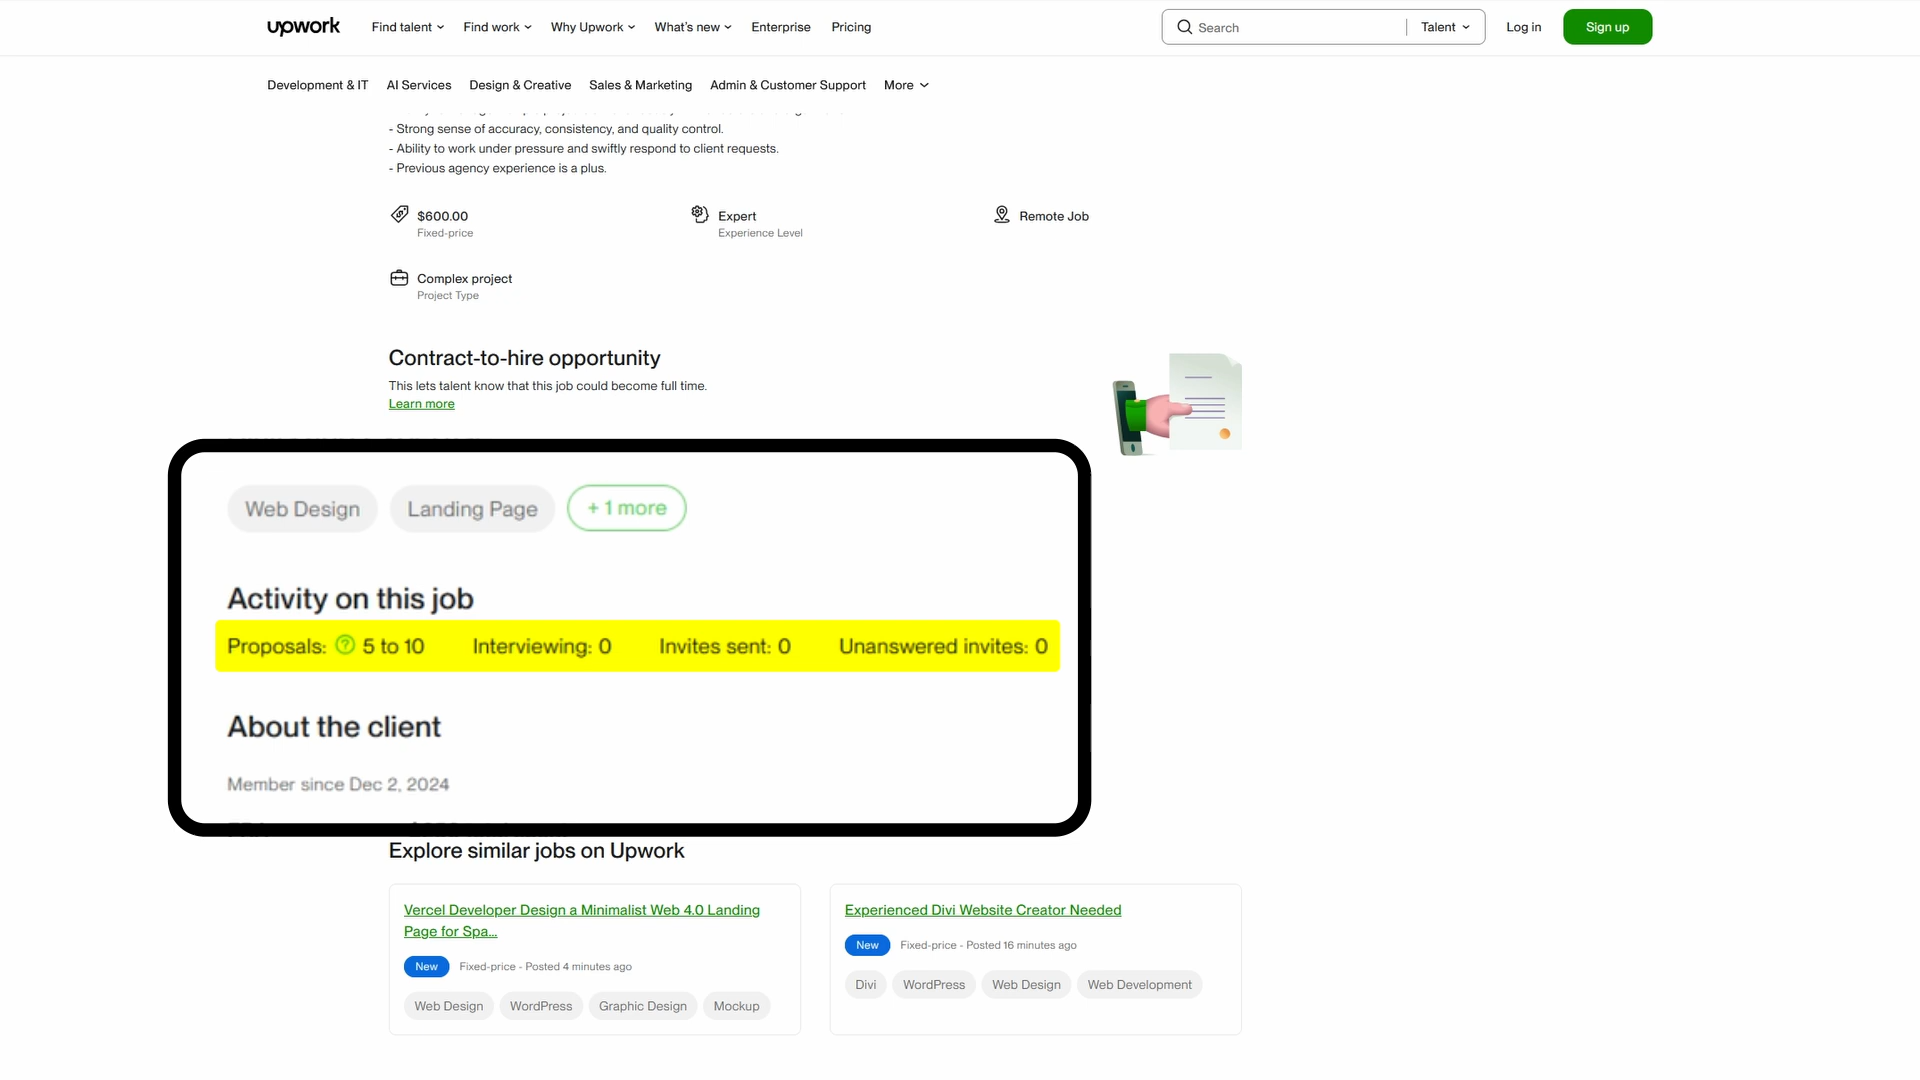 upwork Find talent Find work Why Upwork What's new Enterprise Pricing Search Talent Log in Sign up
Development & IT AI Services Design & Creative Sales & Marketing Admin & Customer Support More
- Strong sense of accuracy, consistency, and quality control.
- Ability to work under pressure and swiftly respond to client requests.
- Previous agency experience is a plus.
$600.00 Expert Remote Job
Fixed-price Experience Level
Complex project
Project Type
Contract-to-hire opportunity
This lets talent know that this job could become full time.
Learn more
Web Design Landing Page + 1 more
Activity on this job
Proposals: ? 5 to 10 Interviewing: 0 Invites sent: 0 Unanswered invites: 0
About the client
Member since Dec 2, 2024
Explore similar jobs on Upwork
Vercel Developer Design a Minimalist Web 4.0 Landing
Page for Spa...
New Fixed-price - Posted 4 minutes ago
Web Design WordPress Graphic Design Mockup
Experienced Divi Website Creator Needed
New Fixed-price - Posted 16 minutes ago
Divi WordPress Web Design Web Development